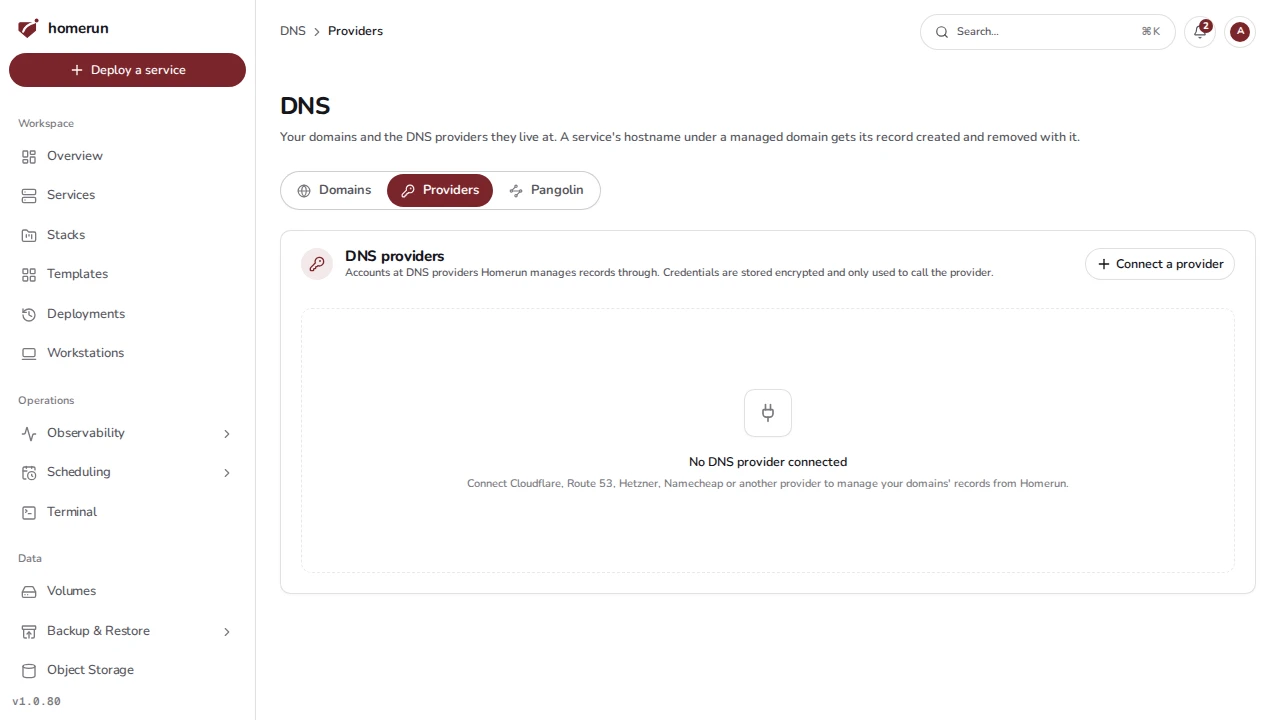 homerun
Deploy a service
Workspace
Overview
Services
Stacks
Templates
Deployments
Workstations
Operations
Observability
Scheduling
Terminal
Data
Volumes
Backup & Restore
Object Storage
v1.0.80
DNS > Providers
Search...
⌘K
2
A
DNS
Your domains and the DNS providers they live at. A service's hostname under a managed domain gets its record created and removed with it.
Domains
Providers
Pangolin
DNS providers
Accounts at DNS providers Homerun manages records through. Credentials are stored encrypted and only used to call the provider.
Connect a provider
No DNS provider connected
Connect Cloudflare, Route 53, Hetzner, Namecheap or another provider to manage your domains' records from Homerun.